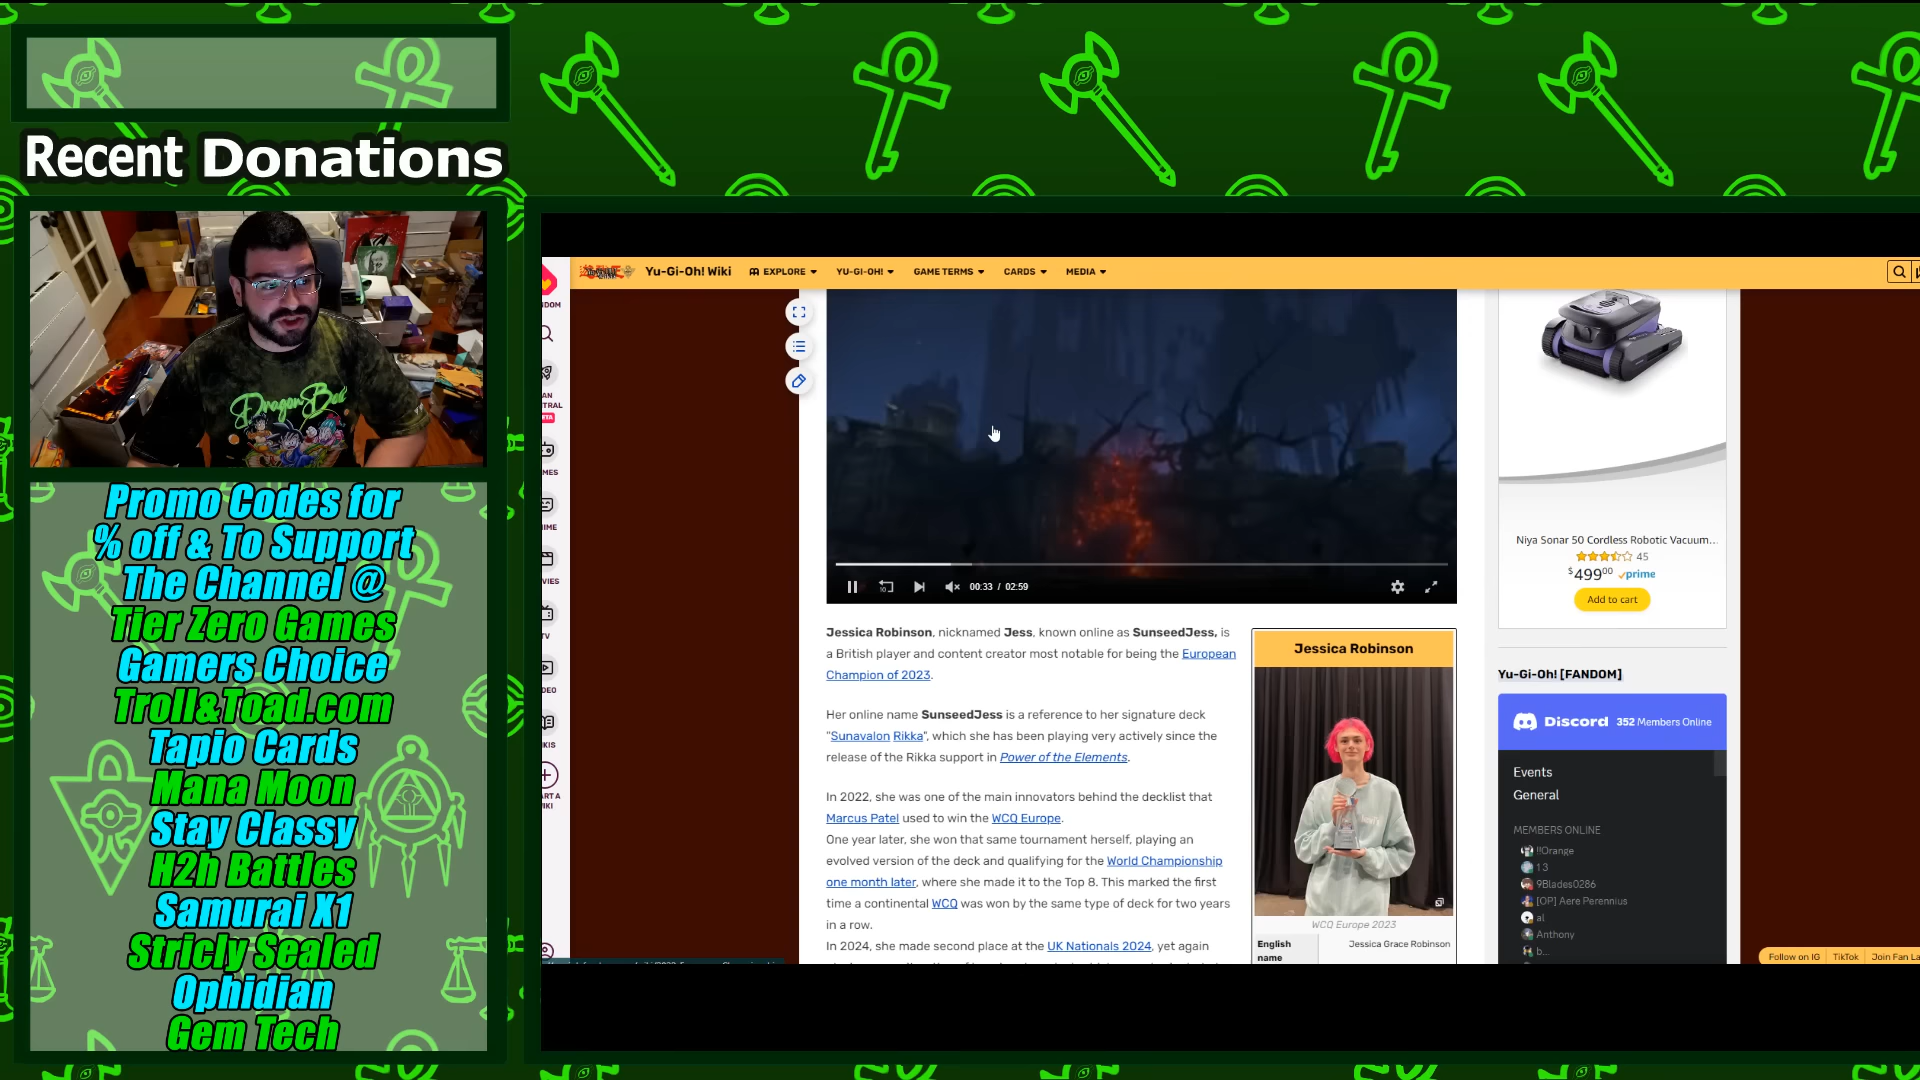 Recent Donations
Promo Codes for
% off & To Support
The Channel @
Tier Zero Games
Gamers Choice
Troll&Toad.com
Tapio Cards
Mana Moon
Stay Classy
H2h Battles
Samurai X1
Stricly Sealed
Ophidian
Gem Tech
Yu-Gi-Oh! Wiki
EXPLORE
YU-GI-OH!
GAME TERMS
CARDS
MEDIA
00:33 / 02:59
Jessica Robinson, nicknamed Jess, known online as SunseedJess, is
a British player and content creator most notable for being the European
Champion of 2023.
Her online name SunseedJess is a reference to her signature deck
"Sunavalon Rikka", which she has been playing very actively since the
release of the Rikka support in Power of the Elements.
In 2022, she was one of the main innovators behind the decklist that
Marcus Patel used to win the WCQ Europe.
One year later, she won that same tournament herself, playing an
evolved version of the deck and qualifying for the World Championship
one month later, where she made it to the Top 8. This marked the first
time a continental WCQ was won by the same type of deck for two years
in a row.
In 2024, she made second place at the UK Nationals 2024, yet again
Jessica Robinson
WCQ Europe 2023
English
name
Jessica Grace Robinson
Niya Sonar 50 Cordless Robotic Vacuum...
45
$49900 prime
Add to cart
Yu-Gi-Oh! [FANDOM]
Discord 352 Members Online
Events
General
MEMBERS ONLINE
!!Orange
1 3
9Blades0286
[OP] Aere Perennius
al
Anthony
b...
Follow on IG
TikTok
Join Fan La